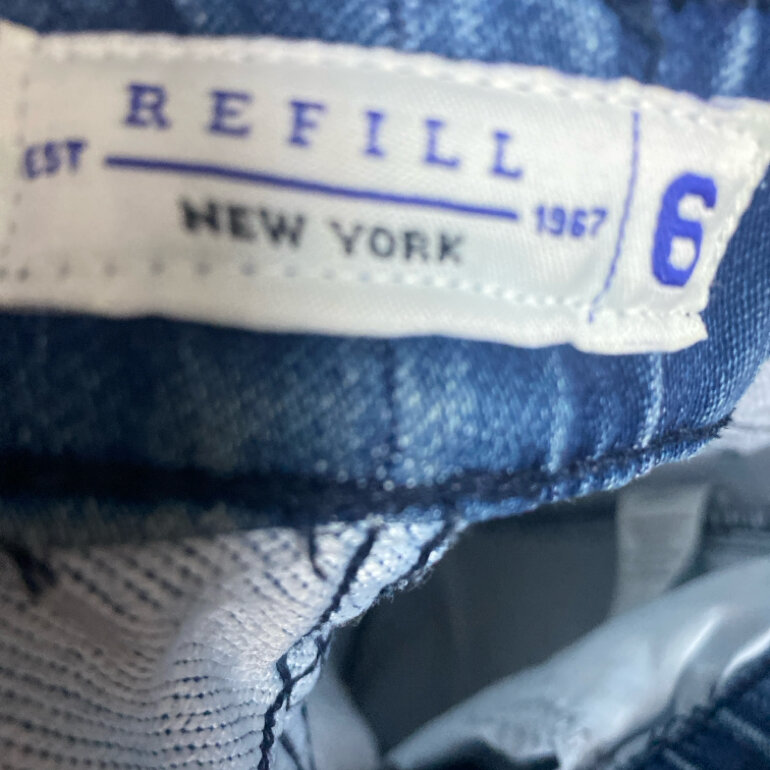 REFILL
EST 1967
NEW YORK
6